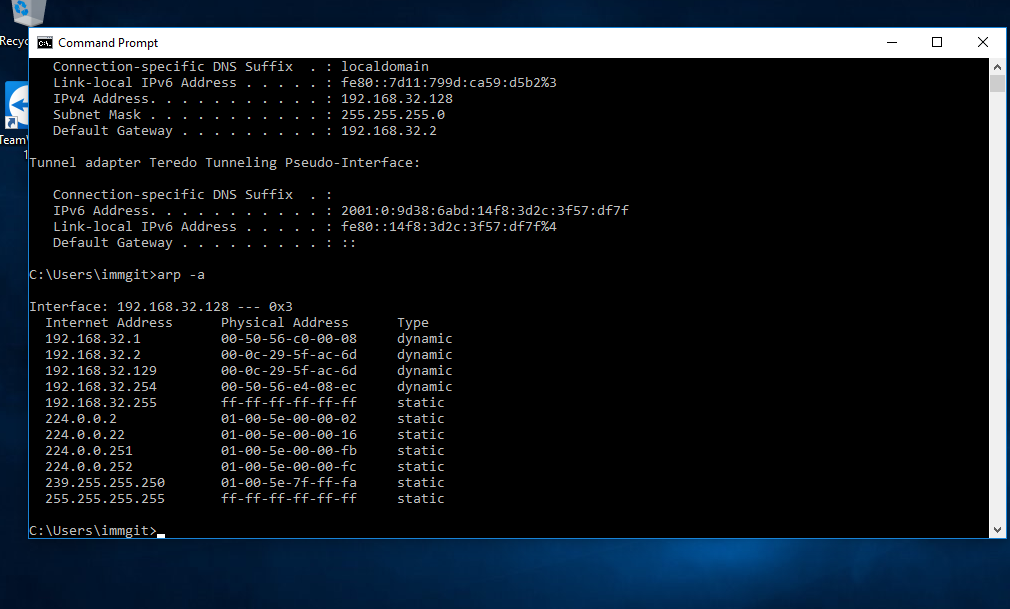 Recyc
Command Prompt
Connection-specific DNS Suffix  . : localdomain
Link-local IPv6 Address . . . . . : fe80::7d11:799d:ca59:d5b2%3
IPv4 Address. . . . . . . . . . . : 192.168.32.128
Subnet Mask . . . . . . . . . . . : 255.255.255.0
Default Gateway . . . . . . . . . : 192.168.32.2
Team
1
Tunnel adapter Teredo Tunneling Pseudo-Interface:
Connection-specific DNS Suffix  . :
IPv6 Address. . . . . . . . . . . : 2001:0:9d38:6abd:14f8:3d2c:3f57:df7f
Link-local IPv6 Address . . . . . : fe80::14f8:3d2c:3f57:df7f%4
Default Gateway . . . . . . . . . : ::
C:\Users\immgit>arp -a
Interface: 192.168.32.128 --- 0x3
Internet Address      Physical Address      Type
192.168.32.1          00-50-56-c0-00-08     dynamic
192.168.32.2          00-0c-29-5f-ac-6d     dynamic
192.168.32.129        00-0c-29-5f-ac-6d     dynamic
192.168.32.254        00-50-56-e4-08-ec     dynamic
192.168.32.255        ff-ff-ff-ff-ff-ff     static
224.0.0.2             01-00-5e-00-00-02     static
224.0.0.22            01-00-5e-00-00-16     static
224.0.0.251           01-00-5e-00-00-fb     static
224.0.0.252           01-00-5e-00-00-fc     static
239.255.255.250       01-00-5e-7f-ff-fa     static
255.255.255.255       ff-ff-ff-ff-ff-ff     static
C:\Users\immgit>